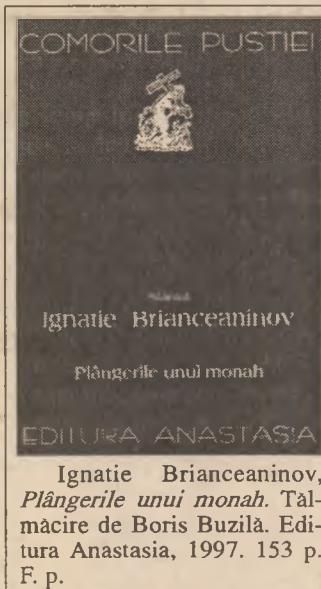 COMORILE PUSTIEI
Ignatie Brianceaninov
Plângerile unui monah
EDITURA ANASTASIA
Ignatie Brianceaninov,
Plângerile unui monah. Tăl-
măcire de Boris Buzilă. Edi-
tura Anastasia, 1997. 153 p.
F. p.